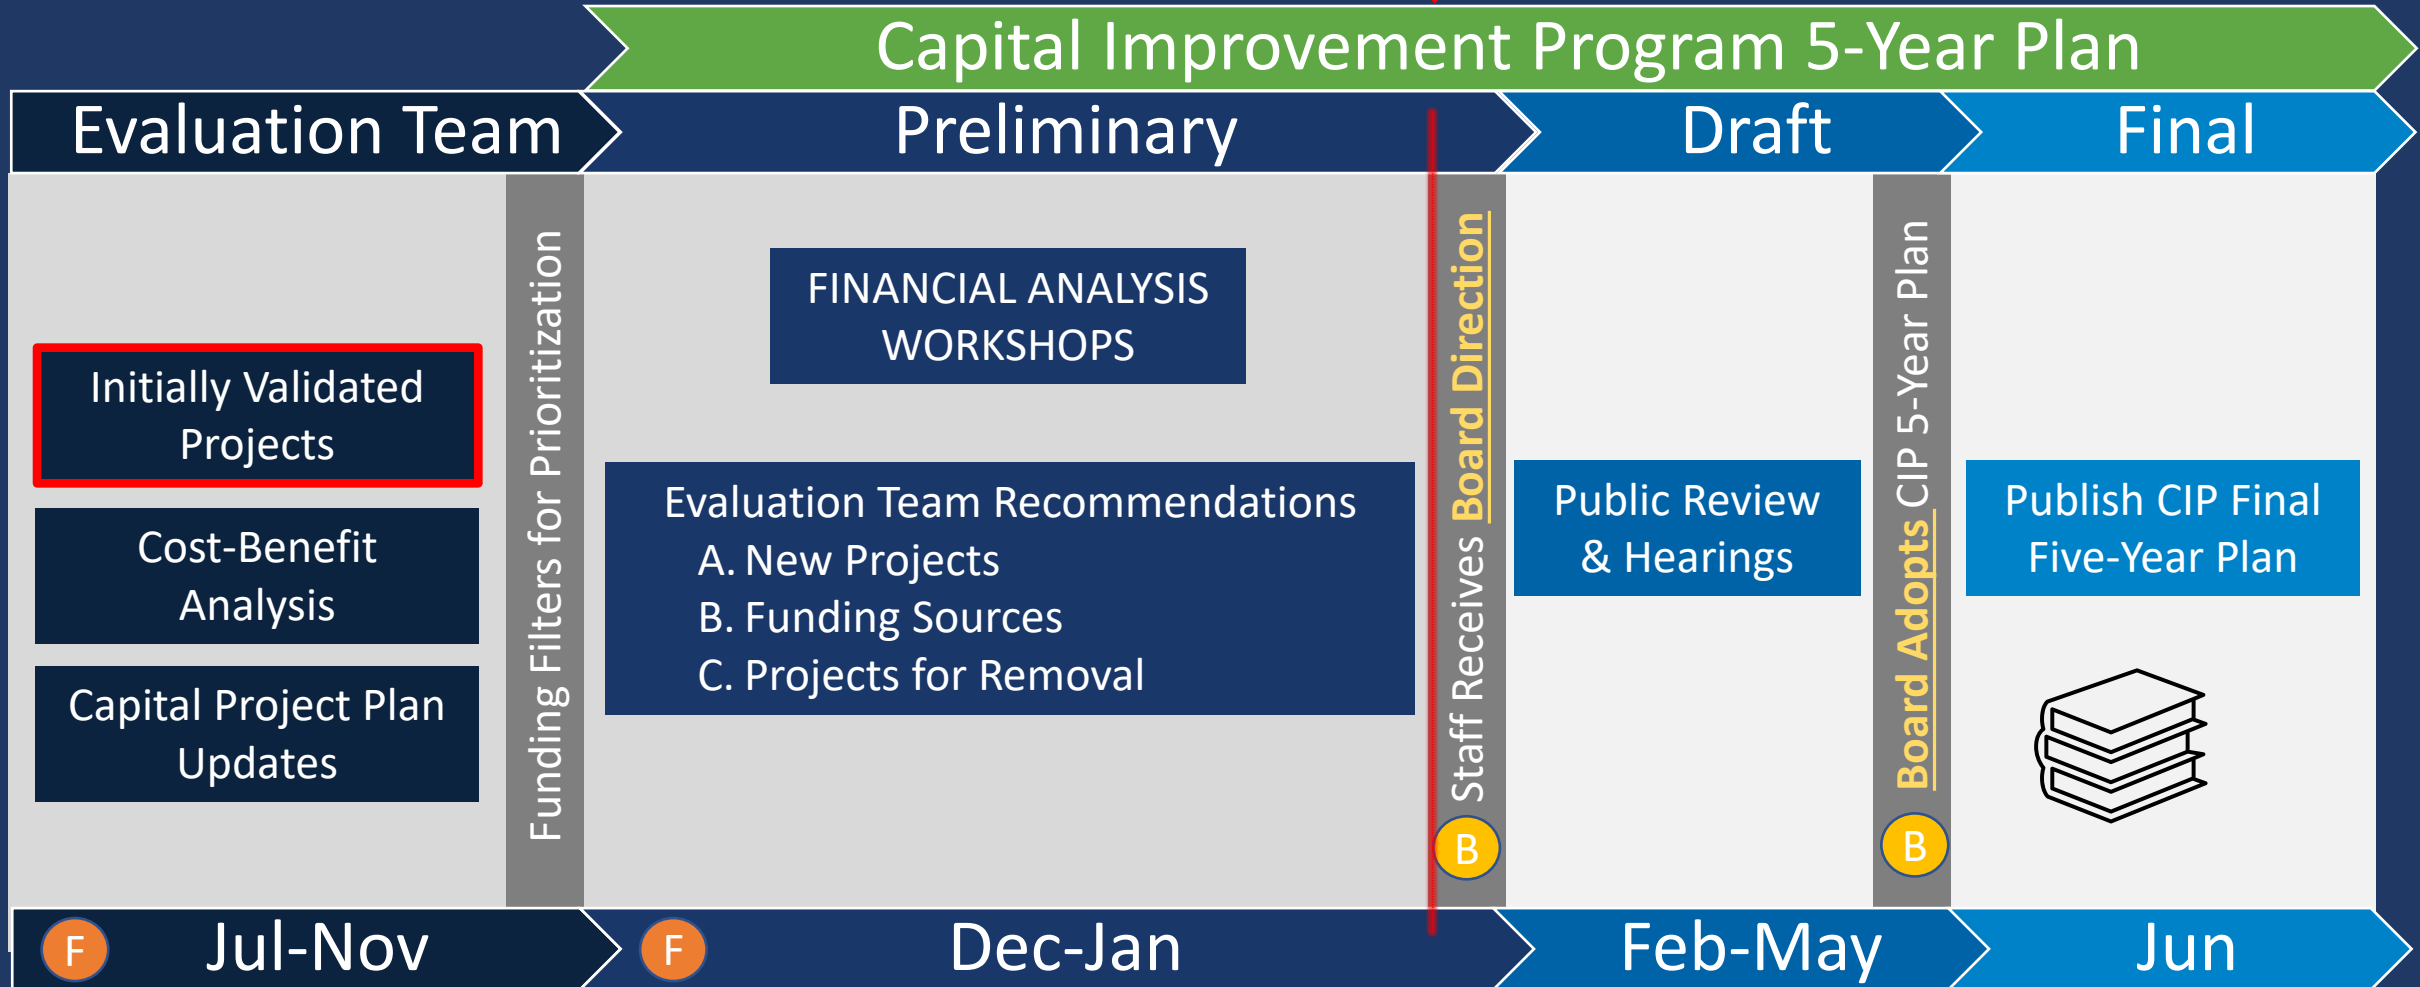 Capital Improvement Program 5-Year Plan
Evaluation Team
Preliminary
Draft
Final
Initially Validated
Projects
Cost-Benefit
Analysis
Capital Project Plan
Updates
Funding Filters for Prioritization
FINANCIAL ANALYSIS
WORKSHOPS
Evaluation Team Recommendations
A. New Projects
B. Funding Sources
C. Projects for Removal
Staff Receives Board Direction
B
Public Review
& Hearings
Board Adopts CIP 5-Year Plan
B
Publish CIP Final
Five-Year Plan
F
Jul-Nov
F
Dec-Jan
Feb-May
Jun